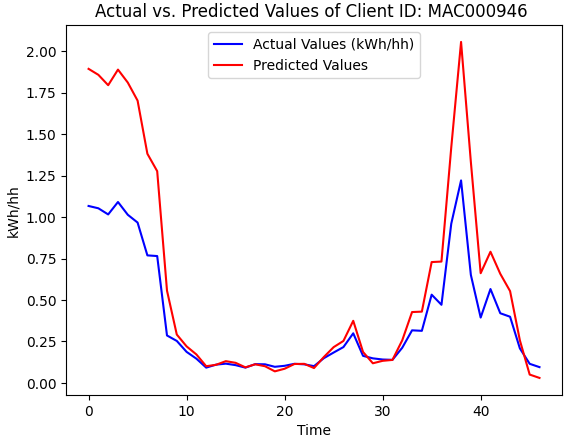 Actual vs. Predicted Values of Client ID: MAC000946
Actual Values (kWh/hh)
Predicted Values
2.00
1.75
1.50
1.25
1.00
0.75
0.50
0.25
0.00
kWh/hh
0 10 20 30 40
Time